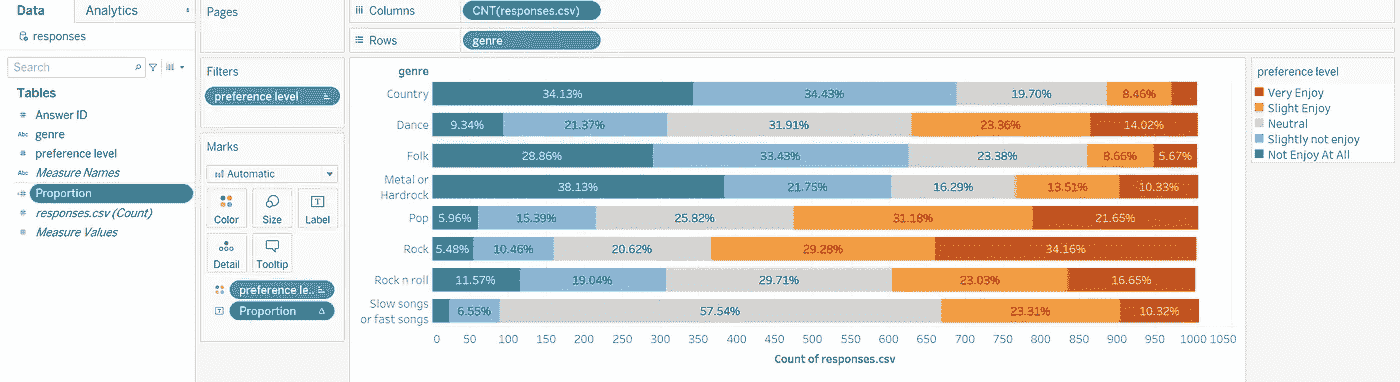 Data
Analytics
responses
Search
Tables
# Answer ID
Abc genre
# preference level
Abc Measure Names
# Proportion
# responses.csv (Count)
# Measure Values
Pages
Filters
preference level
Marks
Automatic
Color
Size
Label
Detail
Tooltip
preference le..
Proportion
Columns
CNT(responses.csv)
Rows
genre
genre
Country
34.13%
34.43%
19.70%
8.46%
Dance
9.34%
21.37%
31.91%
23.36%
14.02%
Folk
28.86%
33.43%
23.38%
8.66%
5.67%
Metal or
Hardrock
38.13%
21.75%
16.29%
13.51%
10.33%
Pop
5.96%
15.39%
25.82%
31.18%
21.65%
Rock
5.48%
10.46%
20.62%
29.28%
34.16%
Rock n roll
11.57%
19.04%
29.71%
23.03%
16.65%
Slow songs
or fast songs
6.55%
57.54%
23.31%
10.32%
0 50 100 150 200 250 300 350 400 450 500 550 600 650 700 750 800 850 900 950 1000 1050
Count of responses.csv
preference level
Very Enjoy
Slight Enjoy
Neutral
Slightly not enjoy
Not Enjoy At All